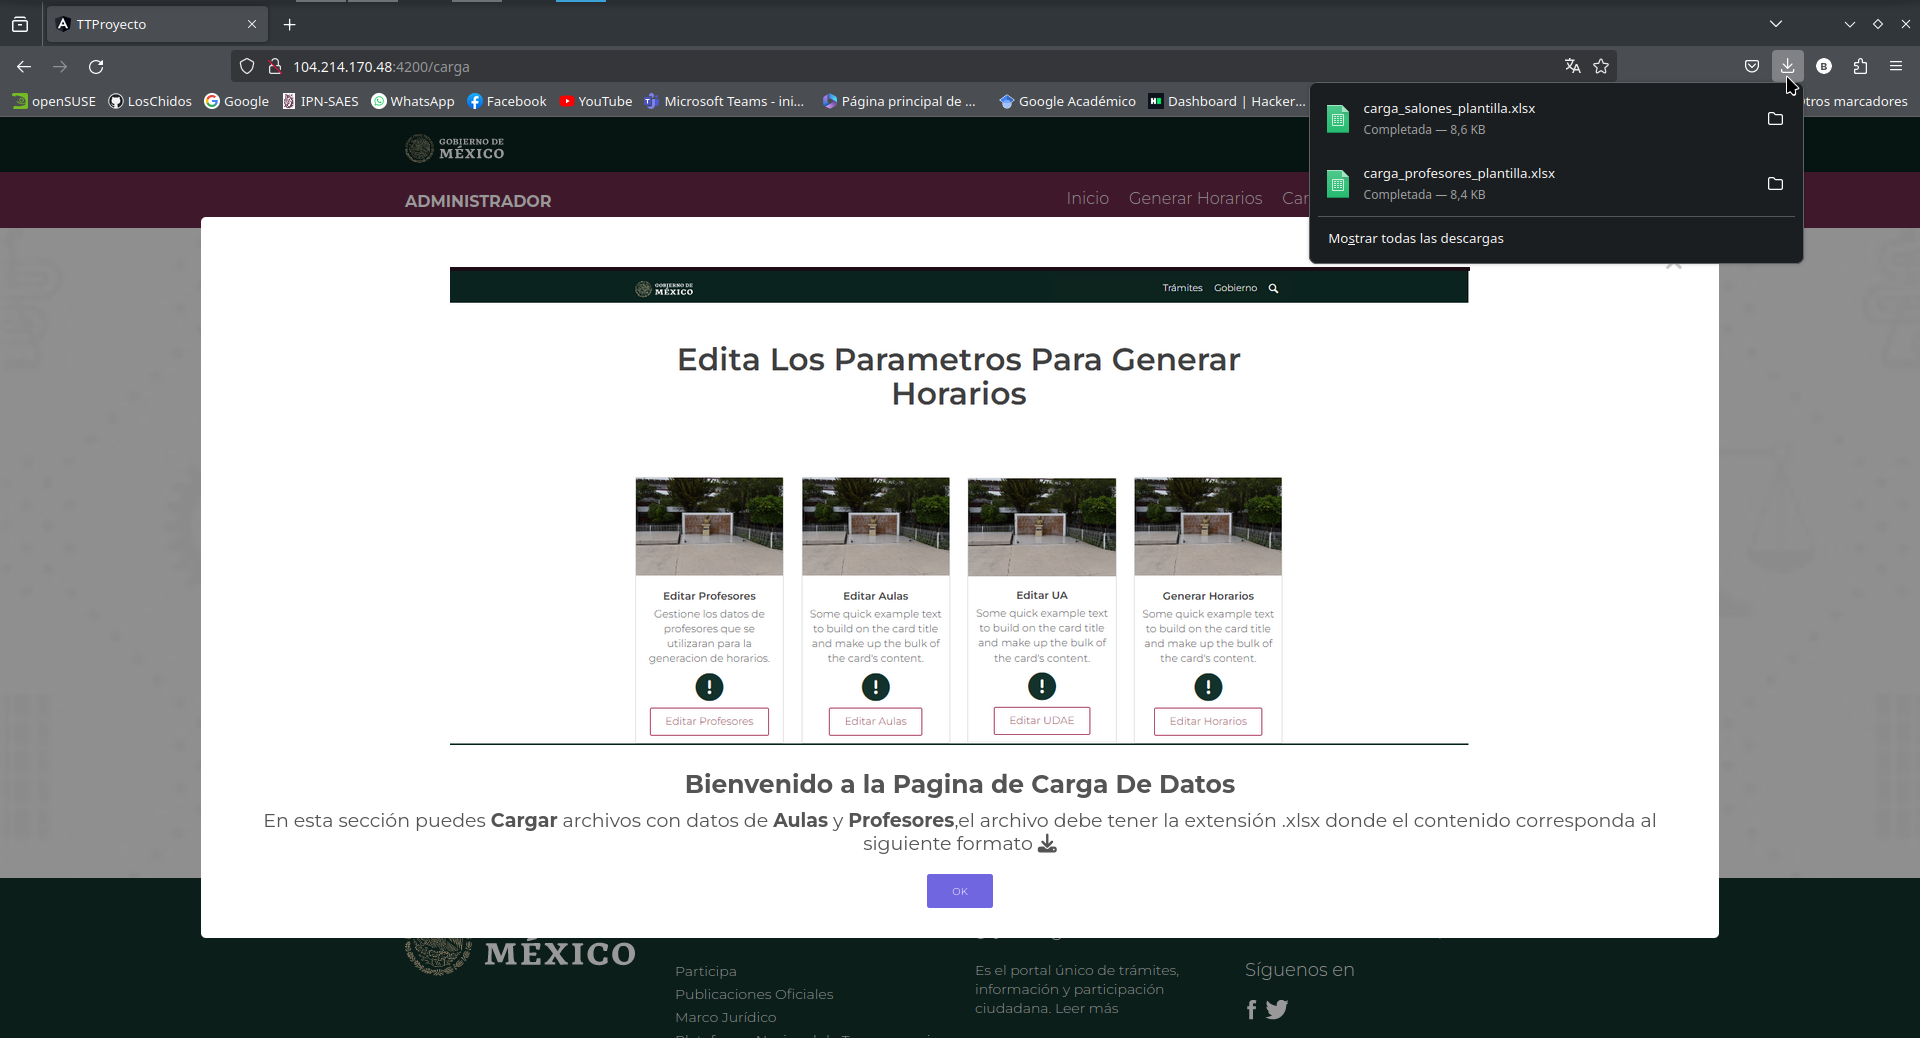 TTProyecto
104.214.170.48:4200/carga
openSUSE
LosChidos
Google
IPN-SAES
WhatsApp
Facebook
YouTube
Microsoft Teams - ini...
Página principal de ...
Google Académico
Dashboard | Hacker...
tros marcadores
carga_salones_plantilla.xlsx
Completada — 8,6 KB
carga_profesores_plantilla.xlsx
Completada — 8,4 KB
Mostrar todas las descargas
GOBIERNO DE
MÉXICO
ADMINISTRADOR
Inicio
Generar Horarios
Car
GOBIERNO DE
MÉXICO
Trámites
Gobierno
Edita Los Parametros Para Generar
Horarios
Editar Profesores
Gestione los datos de
profesores que se
utilizaran para la
generacion de horarios.
Editar Profesores
Editar Aulas
Some quick example text
to build on the card title
and make up the bulk of
the card's content.
Editar Aulas
Editar UA
Some quick example text
to build on the card title
and make up the bulk of
the card's content.
Editar UDAE
Generar Horarios
Some quick example text
to build on the card title
and make up the bulk of
the card's content.
Editar Horarios
Bienvenido a la Pagina de Carga De Datos
En esta sección puedes Cargar archivos con datos de Aulas y Profesores,el archivo debe tener la extensión .xlsx donde el contenido corresponda al
siguiente formato
OK
MÉXICO
Participa
Publicaciones Oficiales
Marco Jurídico
Es el portal único de trámites,
información y participación
ciudadana. Leer más
Síguenos en